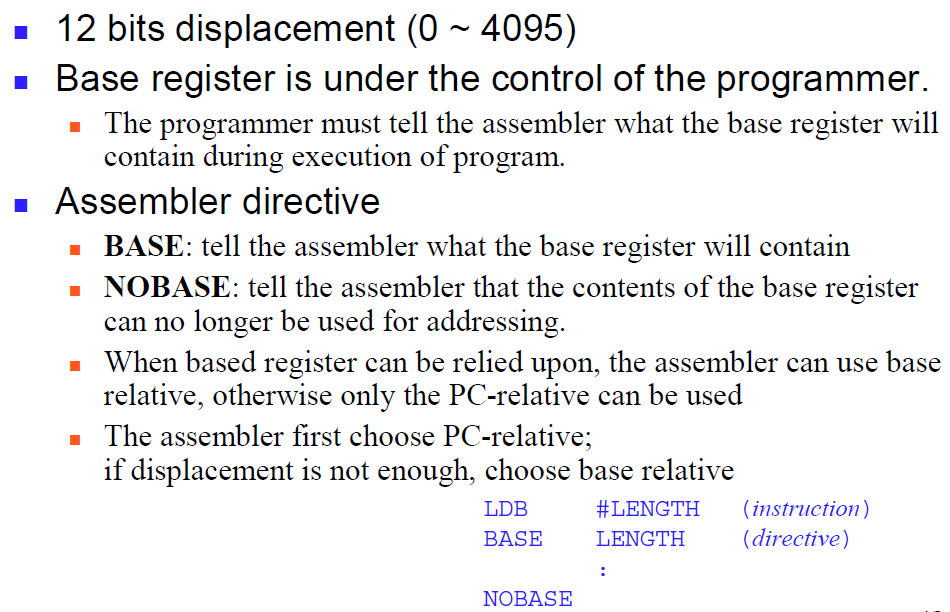 12 bits displacement (0 ~ 4095)
Base register is under the control of the programmer.
The programmer must tell the assembler what the base register will
contain during execution of program.
Assembler directive
BASE: tell the assembler what the base register will contain
NOBASE: tell the assembler that the contents of the base register
can no longer be used for addressing.
When based register can be relied upon, the assembler can use base
relative, otherwise only the PC-relative can be used
The assembler first choose PC-relative;
if displacement is not enough, choose base relative
LDB #LENGTH (instruction)
BASE LENGTH (directive)
:
NOBASE